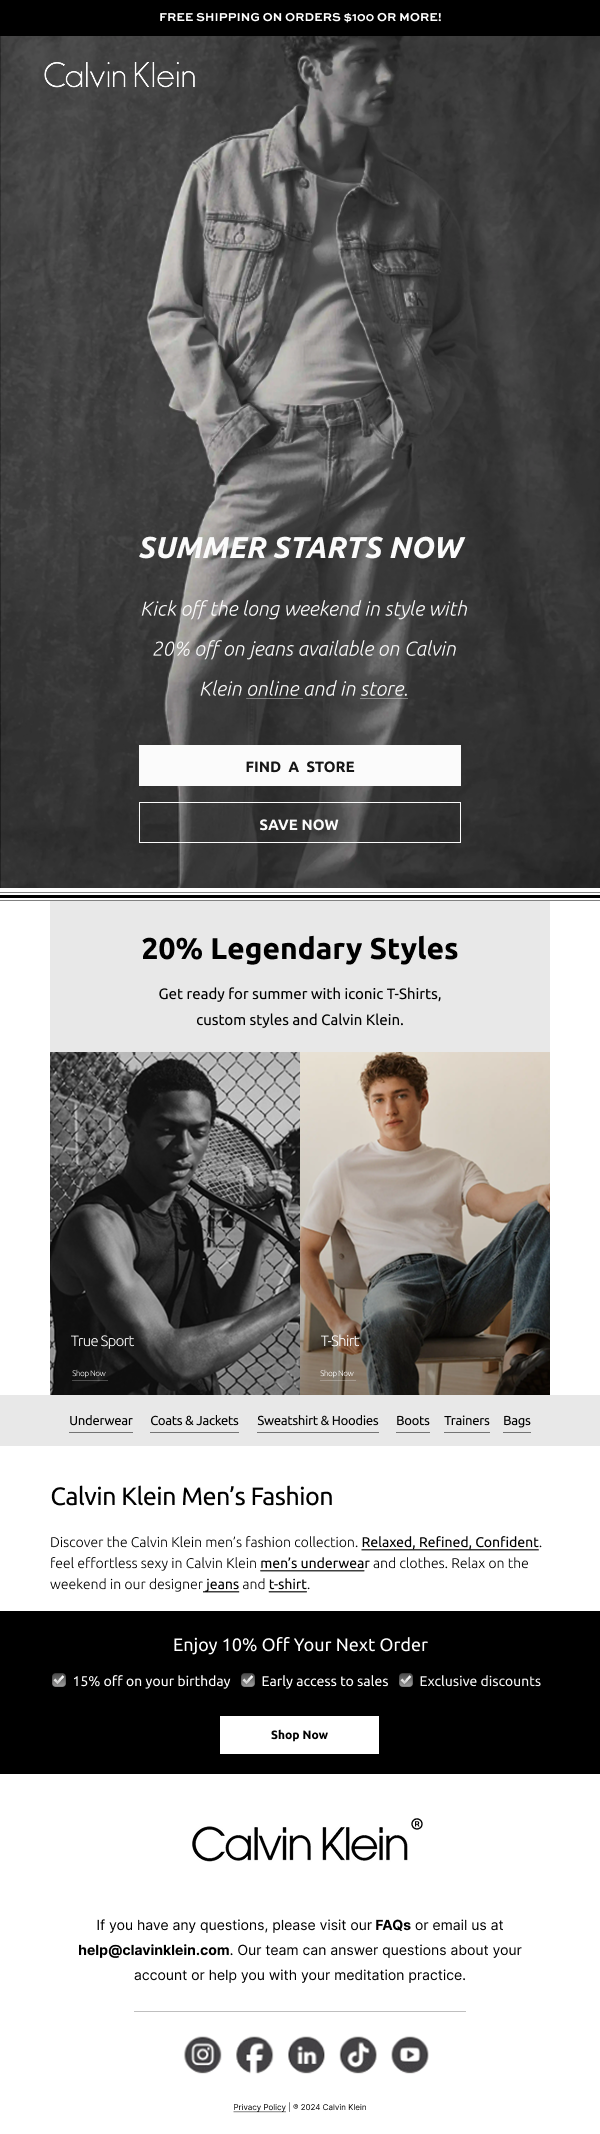 FREE SHIPPING ON ORDERS $100 OR MORE!
Calvin Klein
SUMMER STARTS NOW
Kick off the long weekend in style with
20% off on jeans available on Calvin
Klein online and in store.
FIND A STORE
SAVE NOW
20% Legendary Styles
Get ready for summer with iconic T-Shirts,
custom styles and Calvin Klein.
True Sport
Shop Now
T-Shirt
Shop Now
Underwear Coats & Jackets Sweatshirt & Hoodies Boots Trainers Bags
Calvin Klein Men's Fashion
Discover the Calvin Klein men's fashion collection. Relaxed, Refined, Confident.
feel effortless sexy in Calvin Klein men's underwear and clothes. Relax on the
weekend in our designer jeans and t-shirt.
Enjoy 10% Off Your Next Order
15% off on your birthday Early access to sales Exclusive discounts
Shop Now
Calvin Klein®
If you have any questions, please visit our FAQs or email us at
help@clavinklein.com. Our team can answer questions about your
account or help you with your meditation practice.
Privacy Policy | ® 2024 Calvin Klein